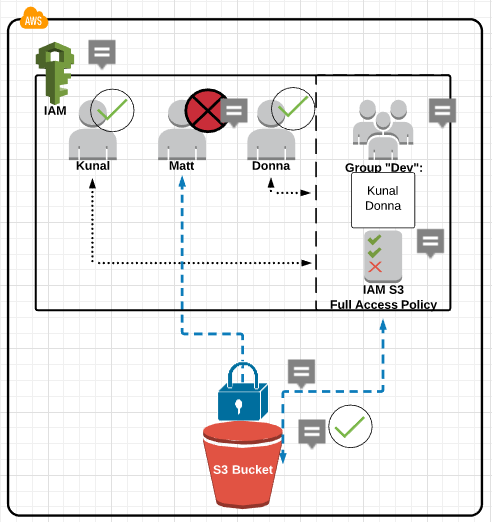 AWS
IAM
Kunal
Matt
Donna
Group "Dev":
Kunal
Donna
IAM S3
Full Access Policy
S3 Bucket